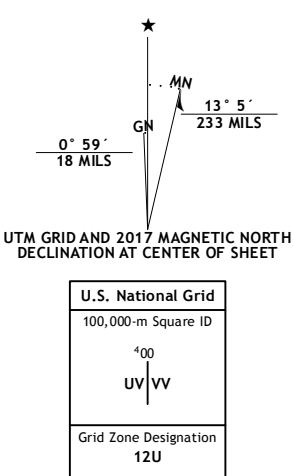 ★
MN
GN
13° 5´
233 MILS
0° 59´
18 MILS
UTM GRID AND 2017 MAGNETIC NORTH
DECLINATION AT CENTER OF SHEET
U.S. National Grid
100,000-m Square ID
⁴00
UV VV
Grid Zone Designation
12U